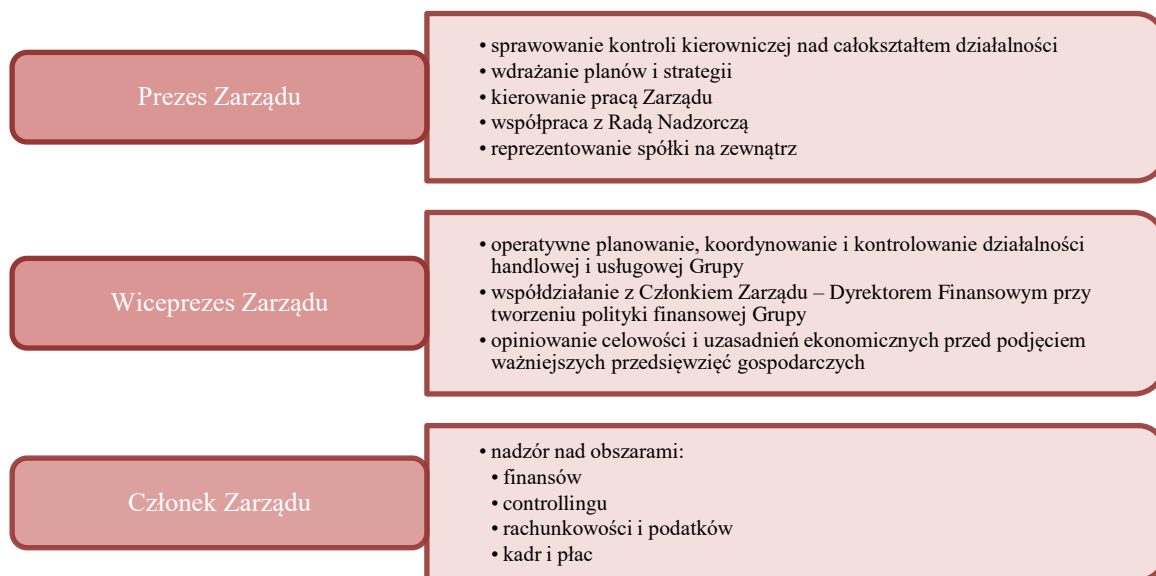 Prezes Zarządu
• sprawowanie kontroli kierowniczej nad całokształtem działalności
• wdrażanie planów i strategii
• kierowanie pracą Zarządu
• współpraca z Radą Nadzorczą
• reprezentowanie spółki na zewnątrz
Wiceprezes Zarządu
• operatywne planowanie, koordynowanie i kontrolowanie działalności
handlowej i usługowej Grupy
• współdziałanie z Członkiem Zarządu – Dyrektorem Finansowym przy
tworzeniu polityki finansowej Grupy
• opiniowanie celowości i uzasadnień ekonomicznych przed podjęciem
ważniejszych przedsięwzięć gospodarczych
Członek Zarządu
• nadzór nad obszarami:
• finansów
• controllingu
• rachunkowości i podatków
• kadr i płac